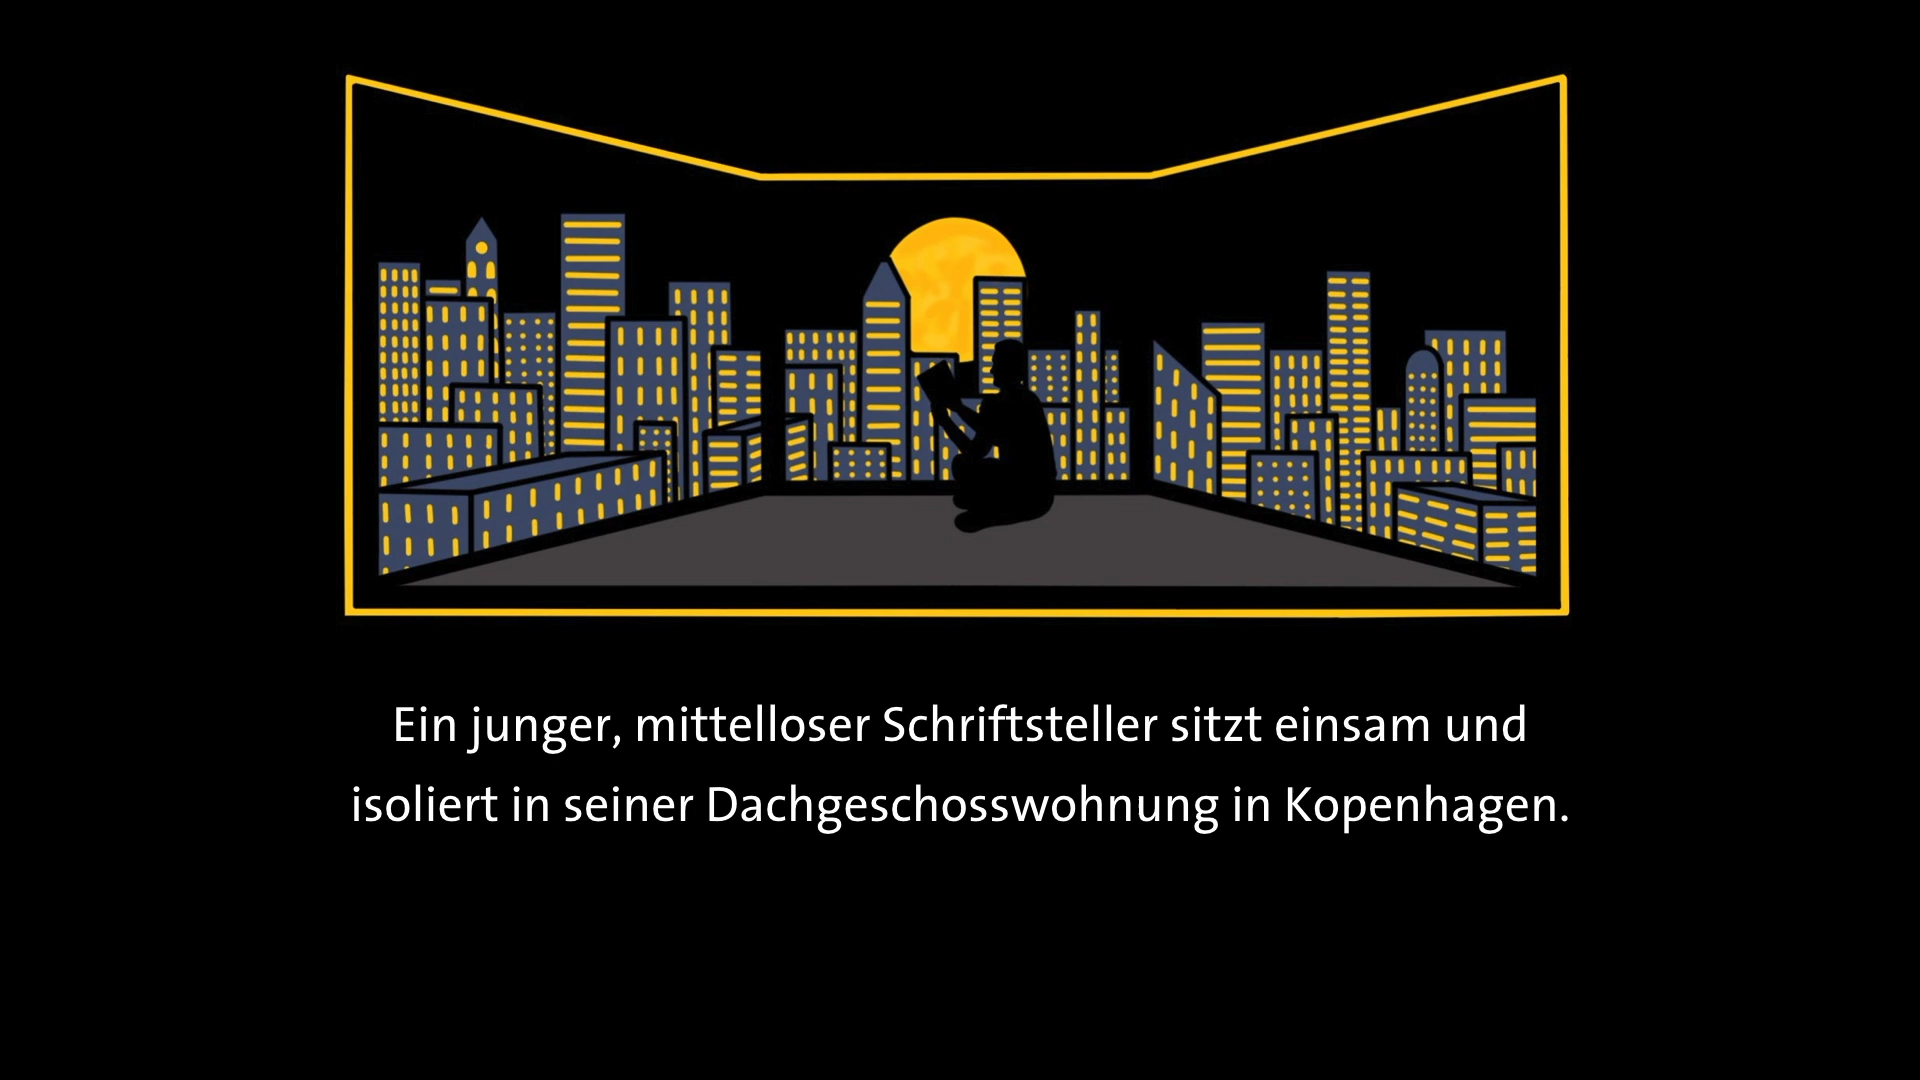 Ein junger, mittelloser Schriftsteller sitzt einsam und
isoliert in seiner Dachgeschosswohnung in Kopenhagen.